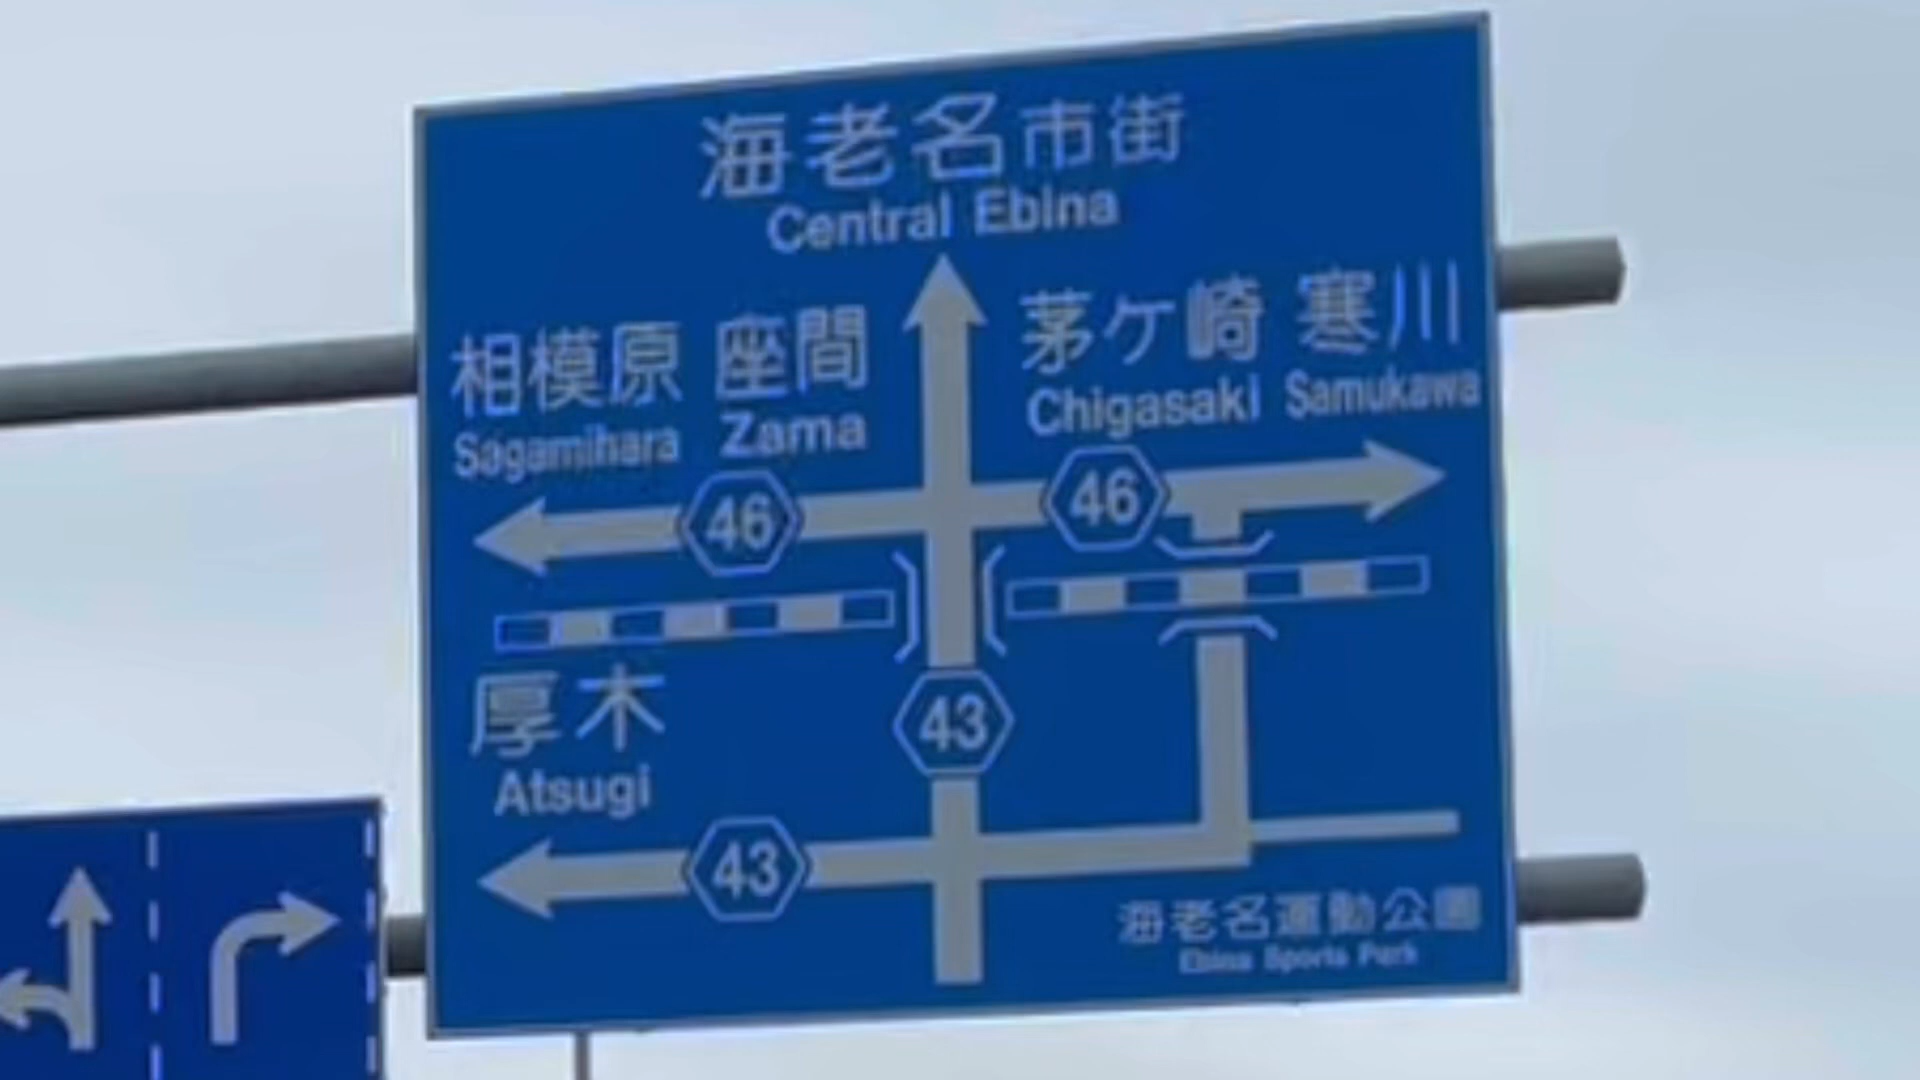 海老名市街
Central Ebina
相模原 座間
Sagamihara Zama
茅ケ崎 寒川
Chigasaki Samukawa
46
46
厚木
Atsugi
43
43
海老名運動公園
Ebina Sports Park